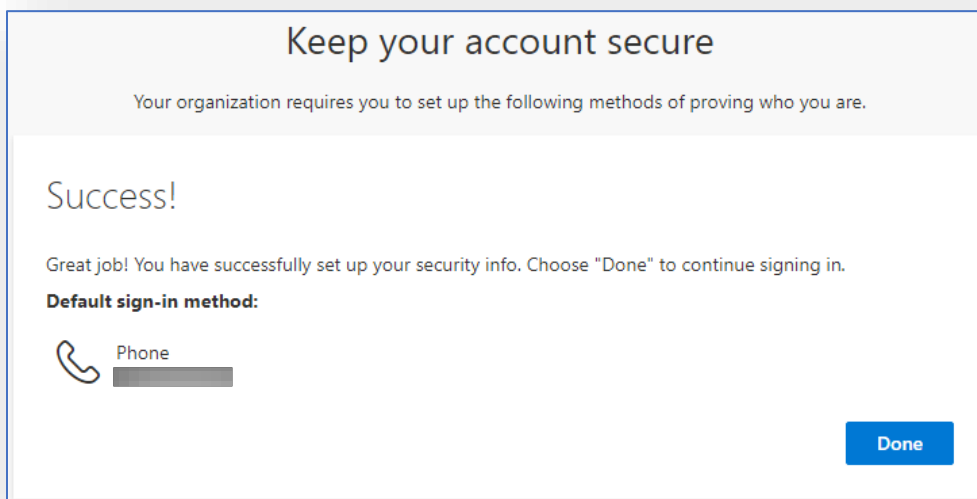 Keep your account secure
Your organization requires you to set up the following methods of proving who you are.
Success!
Great job! You have successfully set up your security info. Choose "Done" to continue signing in.
Default sign-in method:
Phone
Done